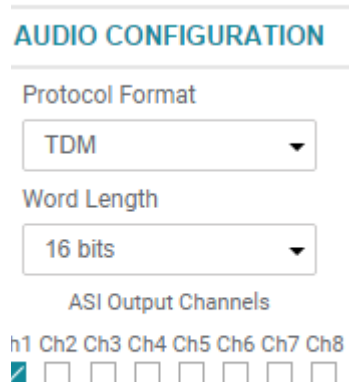 AUDIO CONFIGURATION
Protocol Format
TDM
Word Length
16 bits
ASI Output Channels
h1 Ch2 Ch3 Ch4 Ch5 Ch6 Ch7 Ch8